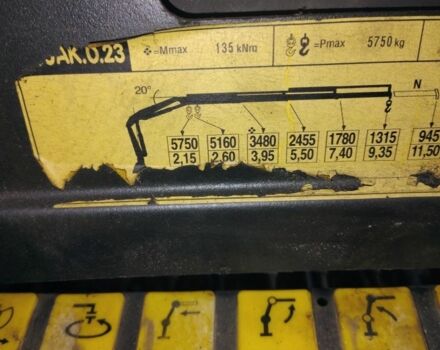 JAK.0.23
=Mmax 135 kNm
=Pmax 5750 kg
20°
N
5750 5160 3480 2455 1780 1315 945
2,15 2,60 3,95 5,50 7,40 9,35 11,50